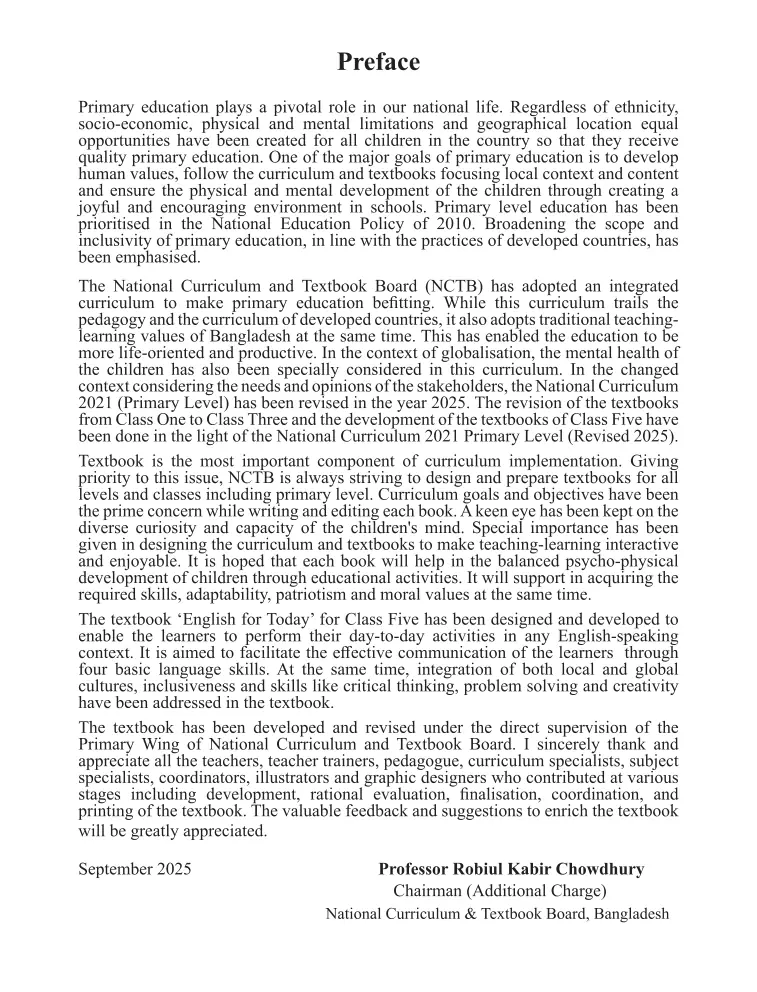 Preface
Primary education plays a pivotal role in our national life. Regardless of ethnicity,
socio-economic, physical and mental limitations and geographical location equal
opportunities have been created for all children in the country so that they receive
quality primary education. One of the major goals of primary education is to develop
human values, follow the curriculum and textbooks focusing local context and content
and ensure the physical and mental development of the children through creating a
joyful and encouraging environment in schools. Primary level education has been
prioritised in the National Education Policy of 2010. Broadening the scope and
inclusivity of primary education, in line with the practices of developed countries, has
been emphasised.
The National Curriculum and Textbook Board (NCTB) has adopted an integrated
curriculum to make primary education befitting. While this curriculum trails the
pedagogy and the curriculum of developed countries, it also adopts traditional teaching-
learning values of Bangladesh at the same time. This has enabled the education to be
more life-oriented and productive. In the context of globalisation, the mental health of
the children has also been specially considered in this curriculum. In the changed
context considering the needs and opinions of the stakeholders, the National Curriculum
2021 (Primary Level) has been revised in the year 2025. The revision of the textbooks
from Class One to Class Three and the development of the textbooks of Class Five have
been done in the light of the National Curriculum 2021 Primary Level (Revised 2025).
Textbook is the most important component of curriculum implementation. Giving
priority to this issue, NCTB is always striving to design and prepare textbooks for all
levels and classes including primary level. Curriculum goals and objectives have been
the prime concern while writing and editing each book. A keen eye has been kept on the
diverse curiosity and capacity of the children's mind. Special importance has been
given in designing the curriculum and textbooks to make teaching-learning interactive
and enjoyable. It is hoped that each book will help in the balanced psycho-physical
development of children through educational activities. It will support in acquiring the
required skills, adaptability, patriotism and moral values at the same time.
The textbook ‘English for Today’ for Class Five has been designed and developed to
enable the learners to perform their day-to-day activities in any English-speaking
context. It is aimed to facilitate the effective communication of the learners through
four basic language skills. At the same time, integration of both local and global
cultures, inclusiveness and skills like critical thinking, problem solving and creativity
have been addressed in the textbook.
The textbook has been developed and revised under the direct supervision of the
Primary Wing of National Curriculum and Textbook Board. I sincerely thank and
appreciate all the teachers, teacher trainers, pedagogue, curriculum specialists, subject
specialists, coordinators, illustrators and graphic designers who contributed at various
stages including development, rational evaluation, finalisation, coordination, and
printing of the textbook. The valuable feedback and suggestions to enrich the textbook
will be greatly appreciated.
September 2025
Professor Robiul Kabir Chowdhury
Chairman (Additional Charge)
National Curriculum & Textbook Board, Bangladesh